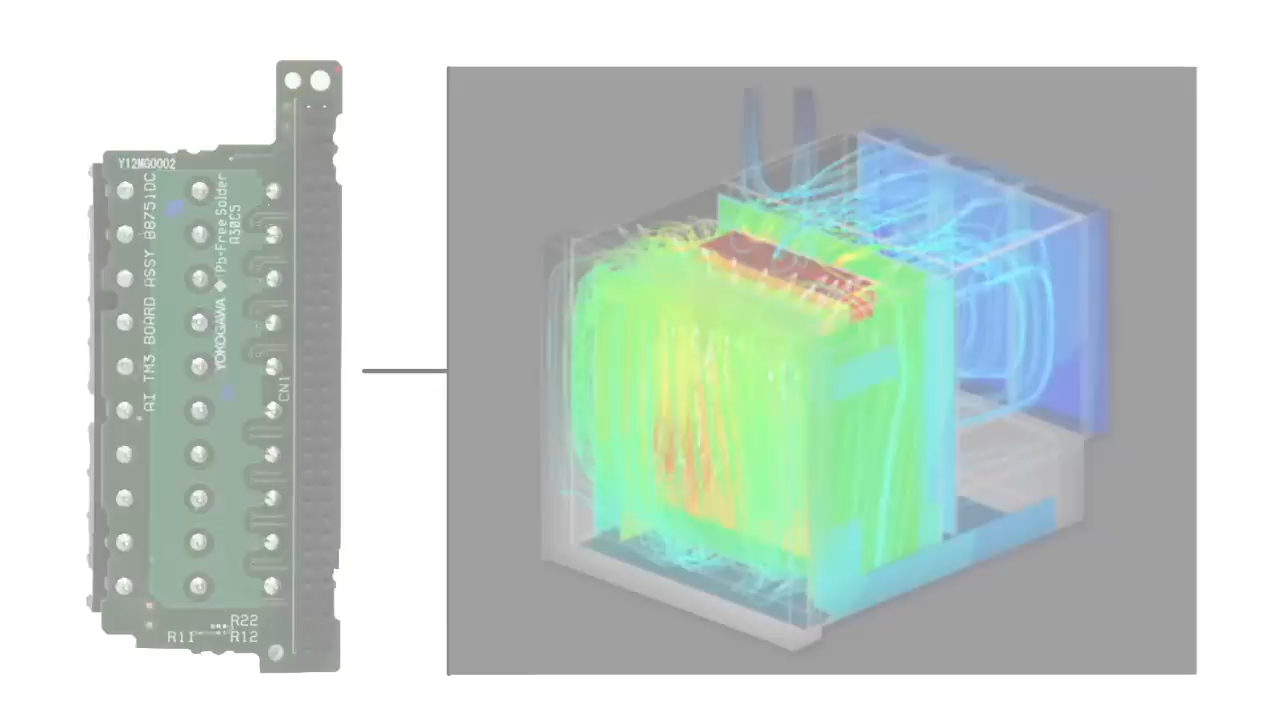 Y12MG0002
AI TM3 BOARD ASSY B8751DC
YOKOGAWA ◆ Pb-Free Solder
A30C5
CN1
R22
R11
R12